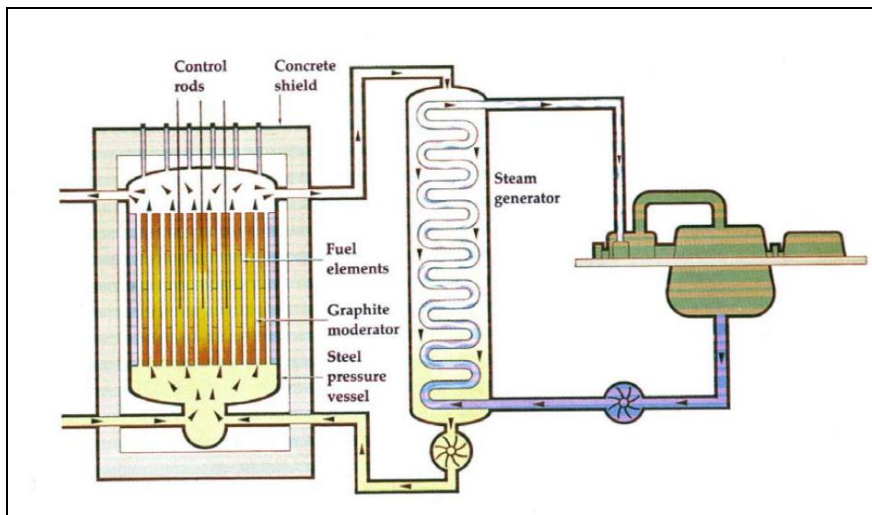 Control
rods
Concrete
shield
Steam
generator
Fuel
elements
Graphite
moderator
Steel
pressure
vessel